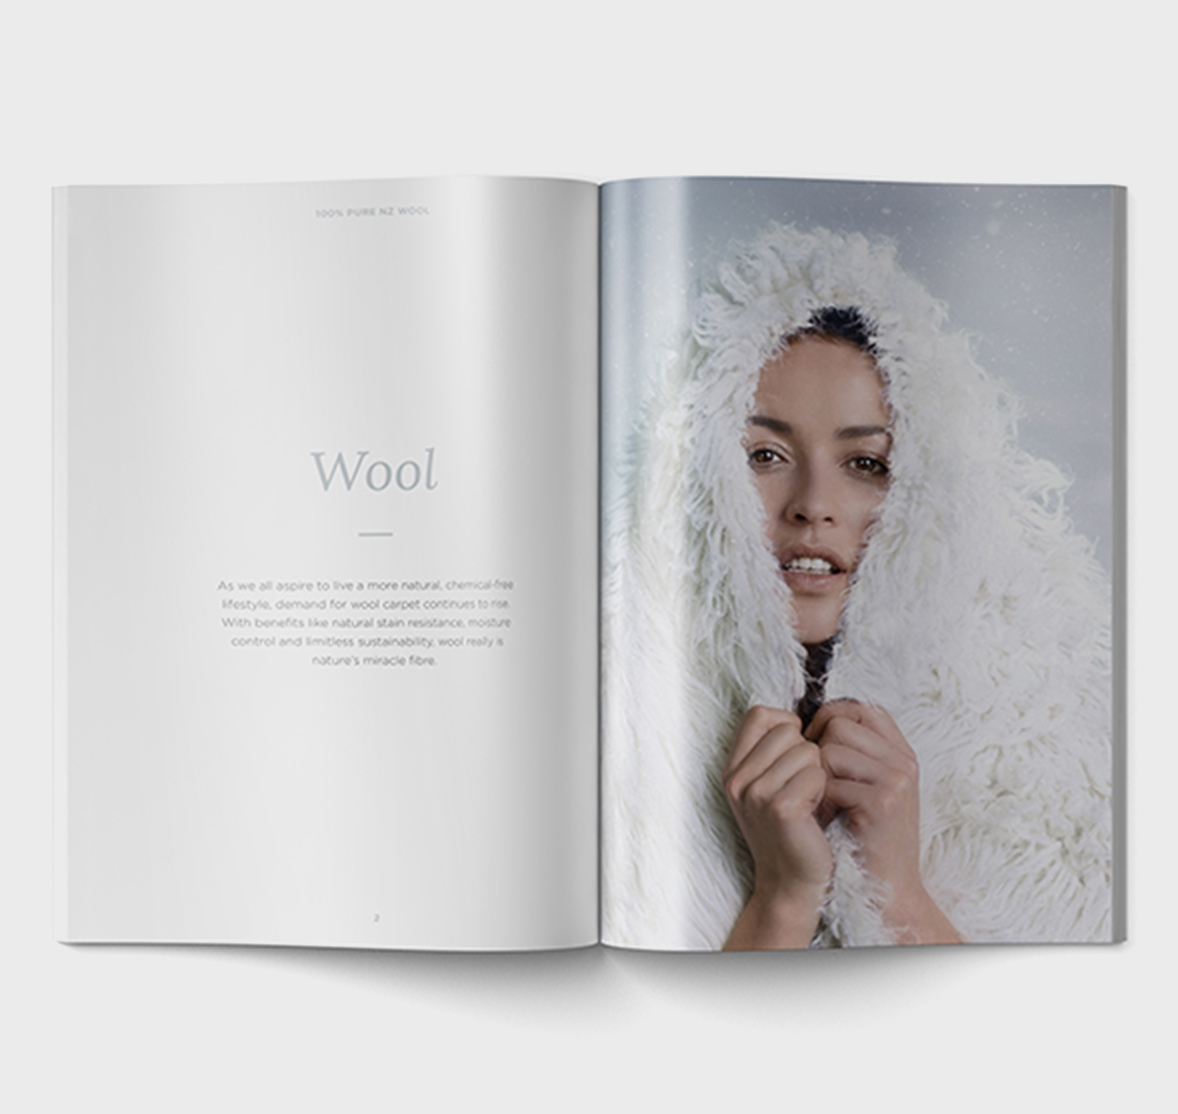 100% PURE NZ WOOL
Wool
As we all aspire to live a more natural, chemical-free
lifestyle, demand for wool carpet continues to rise.
With benefits like natural stain resistance, moisture
control and limitless sustainability, wool really is
nature's miracle fibre.
2